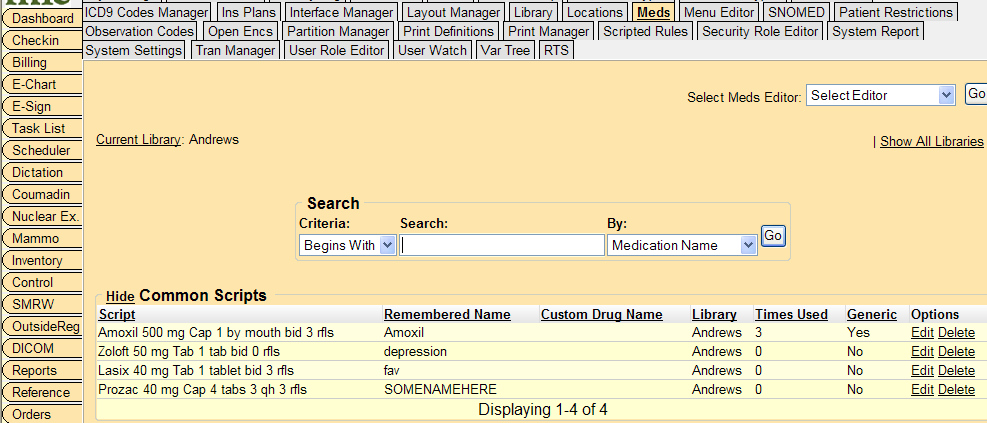 Dashboard
Checkin
Billing
E-Chart
E-Sign
Task List
Scheduler
Dictation
Coumadin
Nuclear Ex.
Mammo
Inventory
Control
SMRW
OutsideReg
DICOM
Reports
Reference
Orders
ICD9 Codes Manager Ins Plans Interface Manager Layout Manager Library Locations Meds Menu Editor SNOMED Patient Restrictions
Observation Codes Open Encs Partition Manager Print Definitions Print Manager Scripted Rules Security Role Editor System Report
System Settings Tran Manager User Role Editor User Watch Var Tree RTS
Select Meds Editor: Select Editor Go
Current Library: Andrews | Show All Libraries
Search
Criteria: Search: By:
Begins With Medication Name Go
Hide Common Scripts
Script Remembered Name Custom Drug Name Library Times Used Generic Options
Amoxil 500 mg Cap 1 by mouth bid 3 rfls Amoxil Andrews 3 Yes Edit Delete
Zoloft 50 mg Tab 1 tab bid 0 rfls depression Andrews 0 No Edit Delete
Lasix 40 mg Tab 1 tablet bid 3 rfls fav Andrews 0 No Edit Delete
Prozac 40 mg Cap 4 tabs 3 qh 3 rfls SOMENAMEHERE Andrews 0 No Edit Delete
Displaying 1-4 of 4